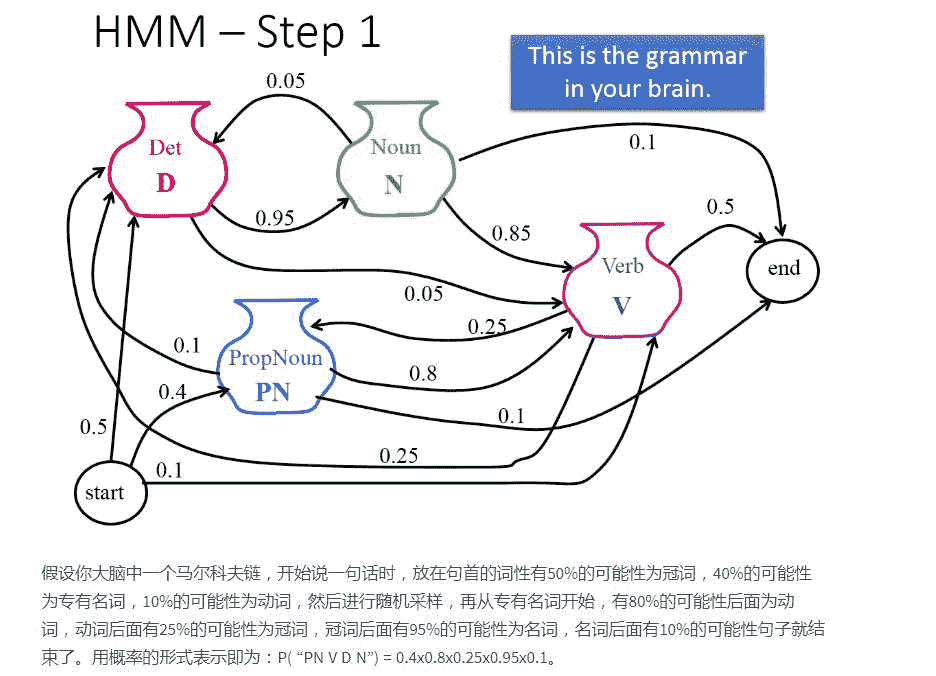 HMM – Step 1
This is the grammar
in your brain.
0.05
Det
D
Noun
N
0.1
0.95
0.85
0.5
Verb
V
end
0.05
0.25
0.1
PropNoun
PN
0.8
0.4
0.1
0.5
0.25
0.1
start
假设你大脑中一个马尔科夫链，开始说一句话时，放在句首的词性有50%的可能性为冠词，40%的可能性
为专有名词，10%的可能性为动词，然后进行随机采样，再从专有名词开始，有80%的可能性后面为动
词，动词后面有25%的可能性为冠词，冠词后面有95%的可能性为名词，名词后面有10%的可能性句子就结
束了。用概率的形式表示即为：P( “PN V D N”) = 0.4x0.8x0.25x0.95x0.1。